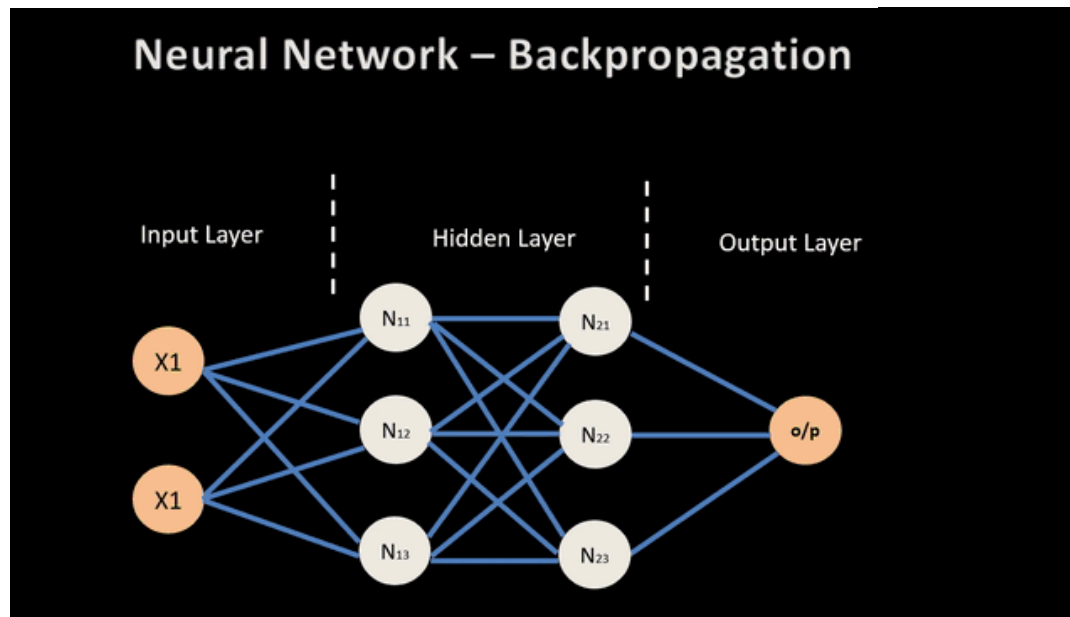 Neural Network – Backpropagation
Input Layer
Hidden Layer
Output Layer
X1
X1
N11
N12
N13
N21
N22
N23
o/p